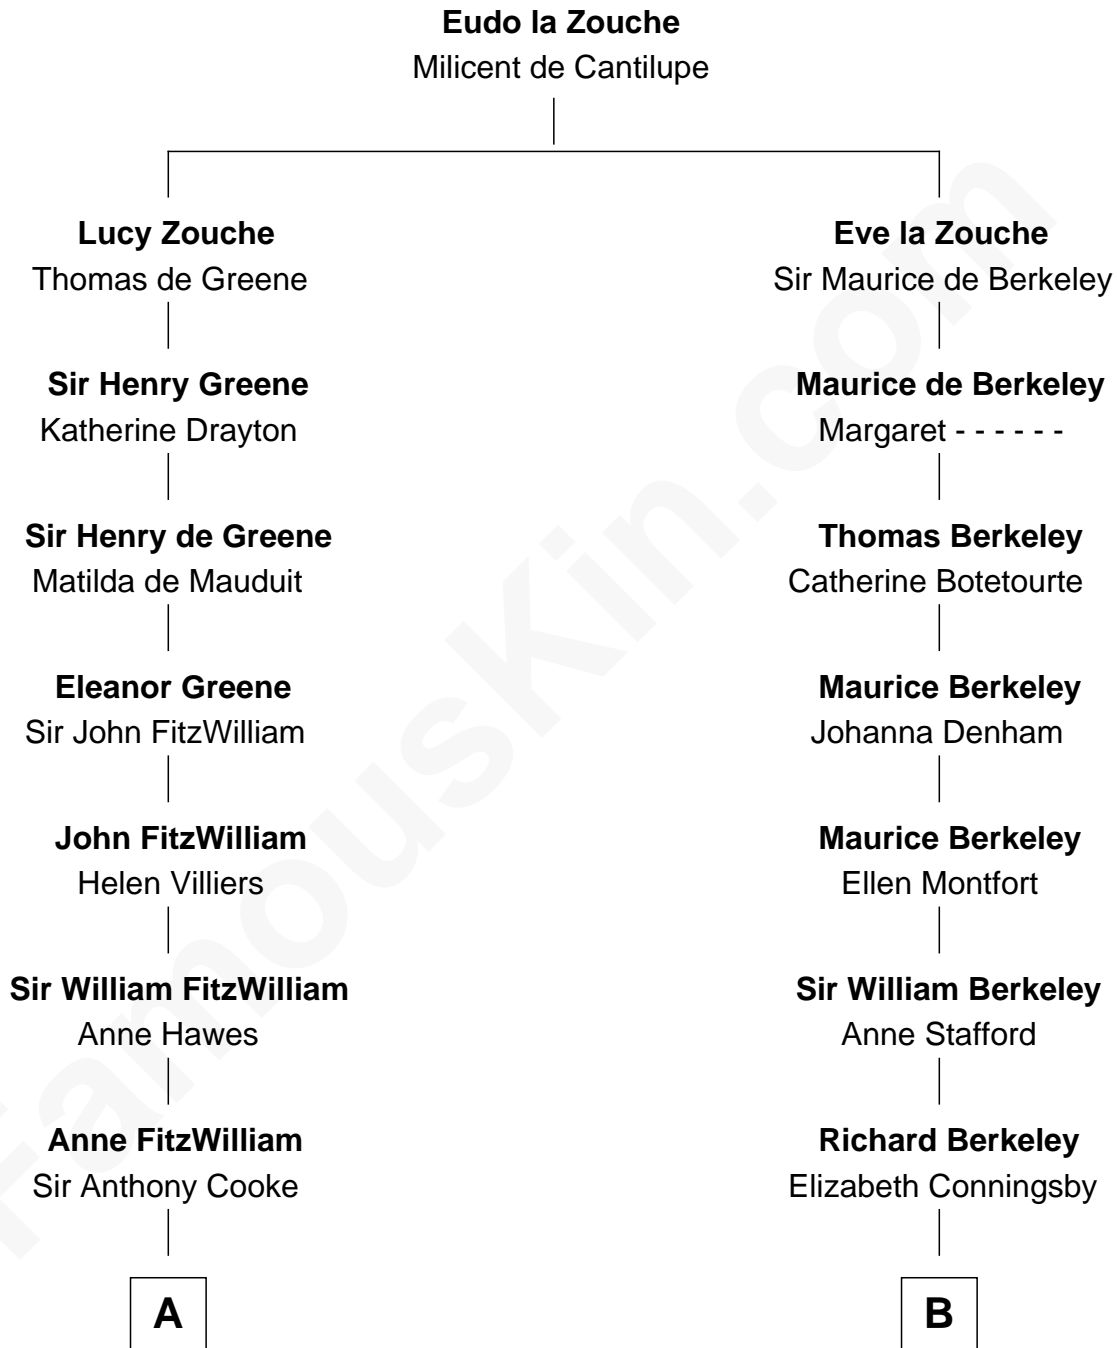 Eudo la Zouche
Milicent de Cantilupe
Lucy Zouche
Thomas de Greene
Eve la Zouche
Sir Maurice de Berkeley
Sir Henry Greene
Katherine Drayton
Maurice de Berkeley
Margaret - - - - - -
Sir Henry de Greene
Matilda de Mauduit
Thomas Berkeley
Catherine Botetourte
Eleanor Greene
Sir John FitzWilliam
Maurice Berkeley
Johanna Denham
John FitzWilliam
Helen Villiers
Maurice Berkeley
Ellen Montfort
Sir William FitzWilliam
Anne Hawes
Sir William Berkeley
Anne Stafford
Anne FitzWilliam
Sir Anthony Cooke
Richard Berkeley
Elizabeth Conningsby
A
B
FamousKin.com